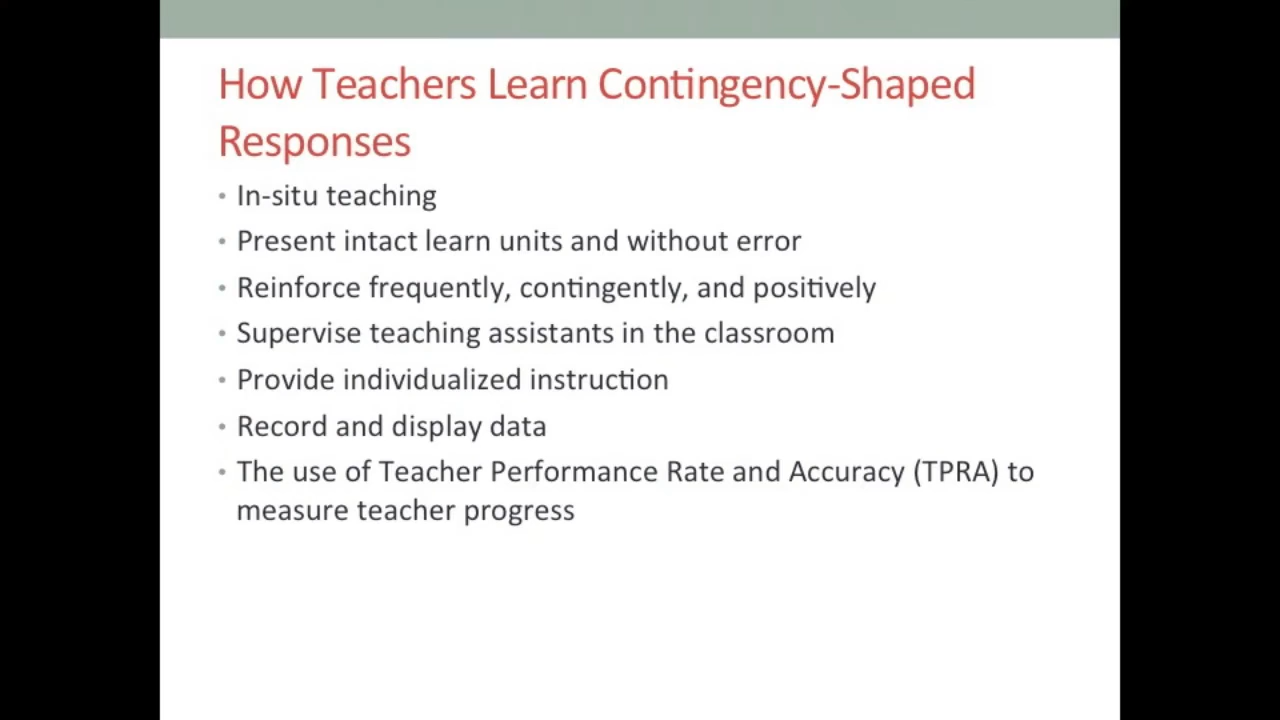 How Teachers Learn Contingency-Shaped
Responses
• In-situ teaching
• Present intact learn units and without error
• Reinforce frequently, contingently, and positively
• Supervise teaching assistants in the classroom
• Provide individualized instruction
• Record and display data
• The use of Teacher Performance Rate and Accuracy (TPRA) to
measure teacher progress